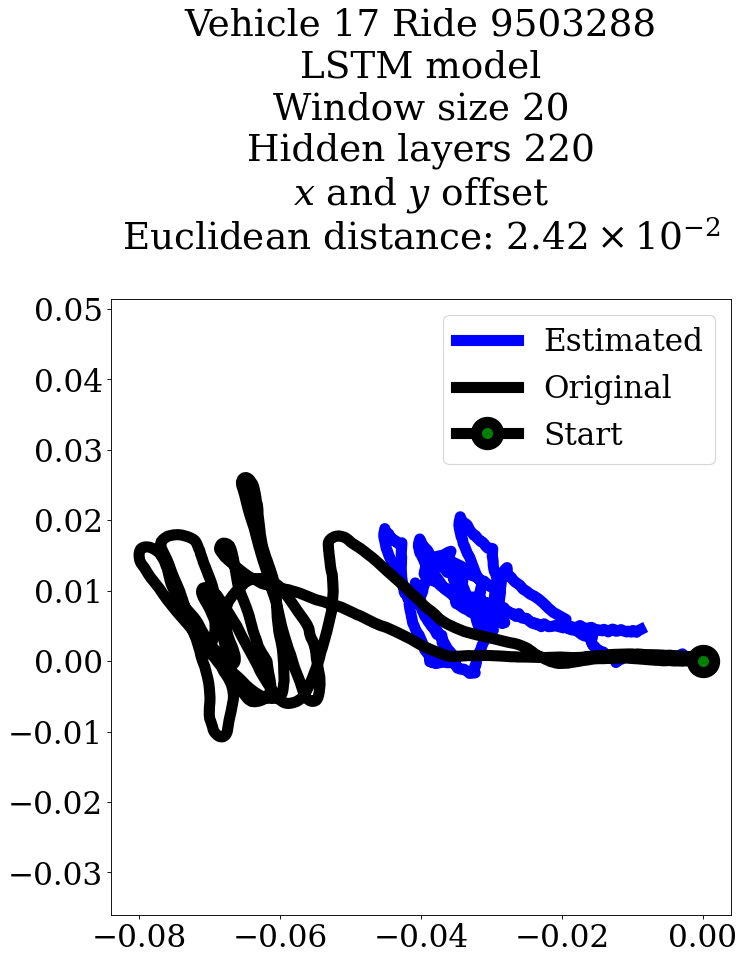 Vehicle 17 Ride 9503288
LSTM model
Window size 20
Hidden layers 220
x and y offset
Euclidean distance: 2.42 × 10⁻²
0.05
0.04
0.03
0.02
0.01
0.00
−0.01
−0.02
−0.03
Estimated
Original
Start
−0.08 −0.06 −0.04 −0.02 0.00